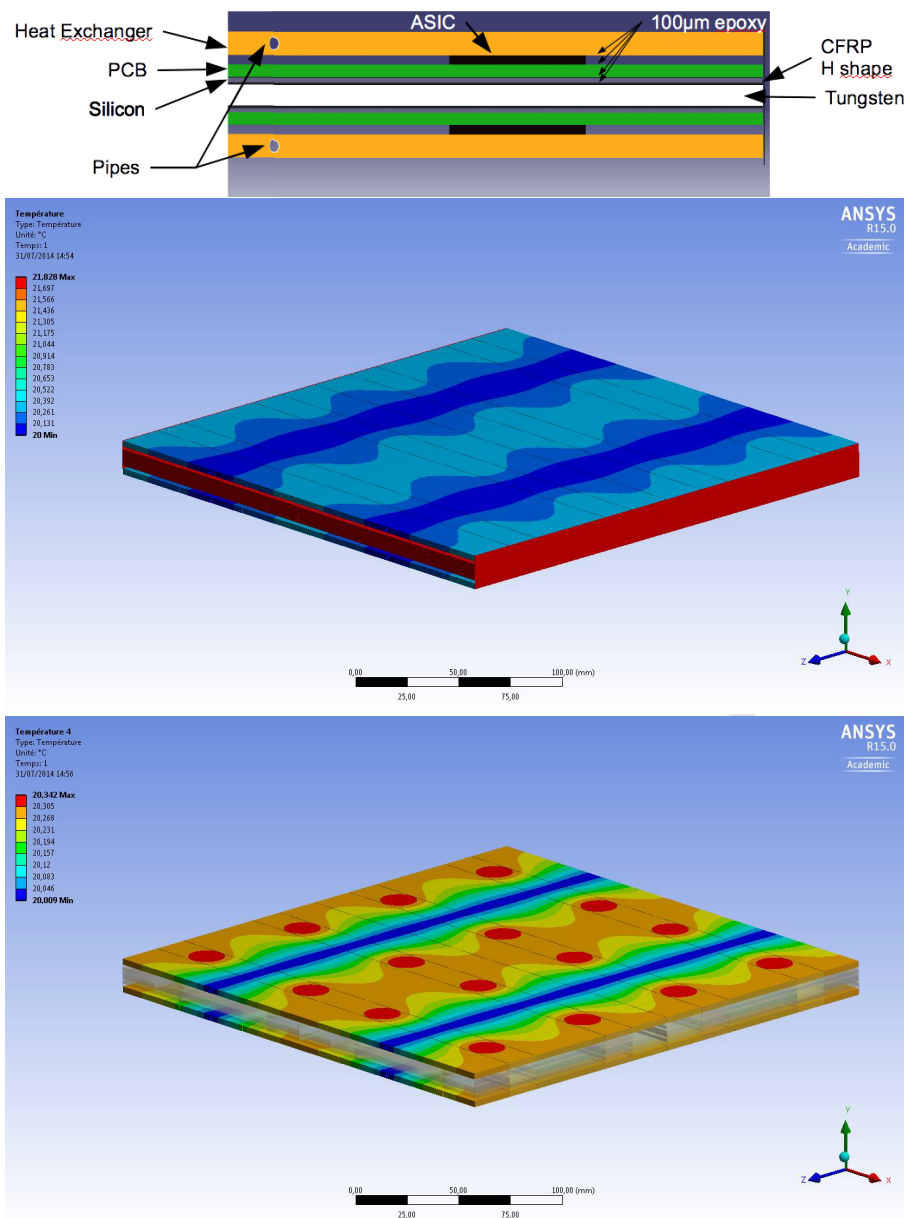 ASIC
100µm epoxy
Heat Exchanger
CFRP
H shape
PCB
Tungsten
Silicon
Pipes
Température
Type: Température
Unité: °C
Temps: 1
31/07/2014 14:54
21,828 Max
21,697
21,566
21,436
21,305
21,175
21,044
20,914
20,783
20,653
20,522
20,392
20,261
20,131
20 Min
ANSYS
R15.0
Academic
Y
Z
X
0,00
50,00
100,00 (mm)
25,00
75,00
Température 4
Type: Température
Unité: °C
Temps: 1
31/07/2014 14:56
20,342 Max
20,305
20,268
20,231
20,194
20,157
20,12
20,083
20,046
20,009 Min
ANSYS
R15.0
Academic
Y
Z
X
0,00
50,00
100,00 (mm)
25,00
75,00